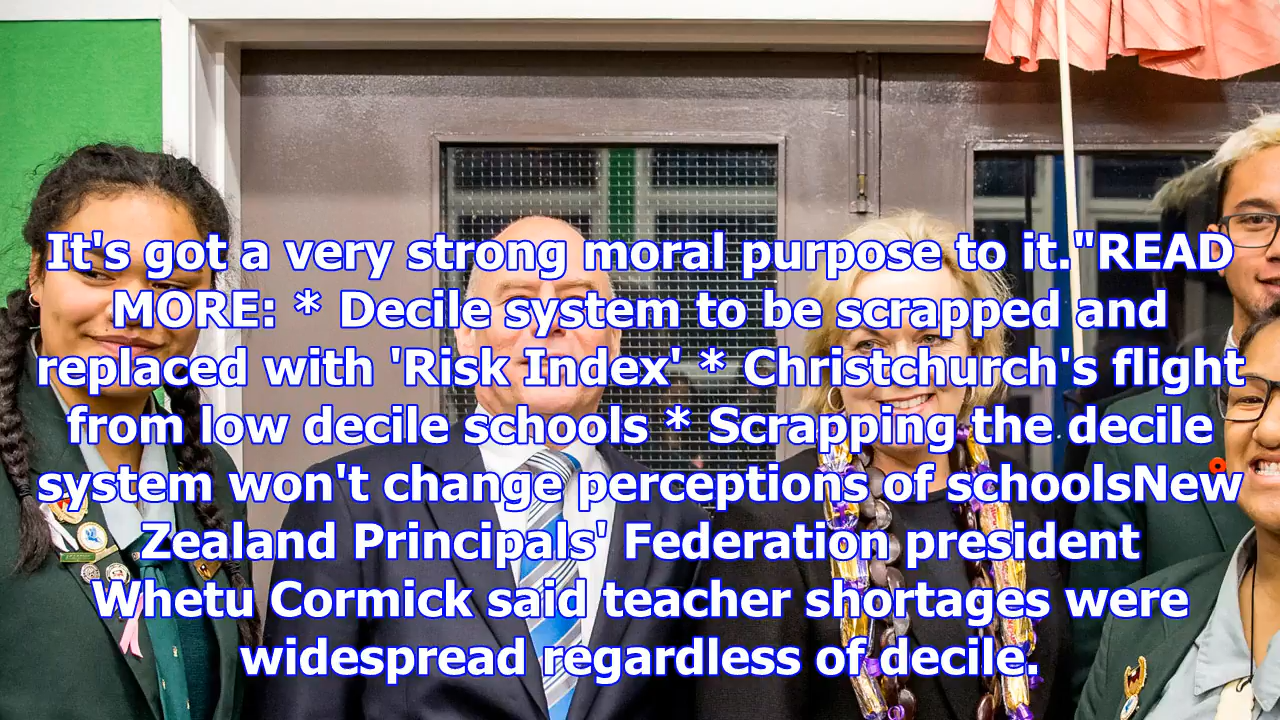 It's got a very strong moral purpose to it."READ
MORE: * Decile system to be scrapped and
replaced with 'Risk Index' * Christchurch's flight
from low decile schools * Scrapping the decile
system won't change perceptions of schoolsNew
Zealand Principals' Federation president
Whetu Cormick said teacher shortages were
widespread regardless of decile.